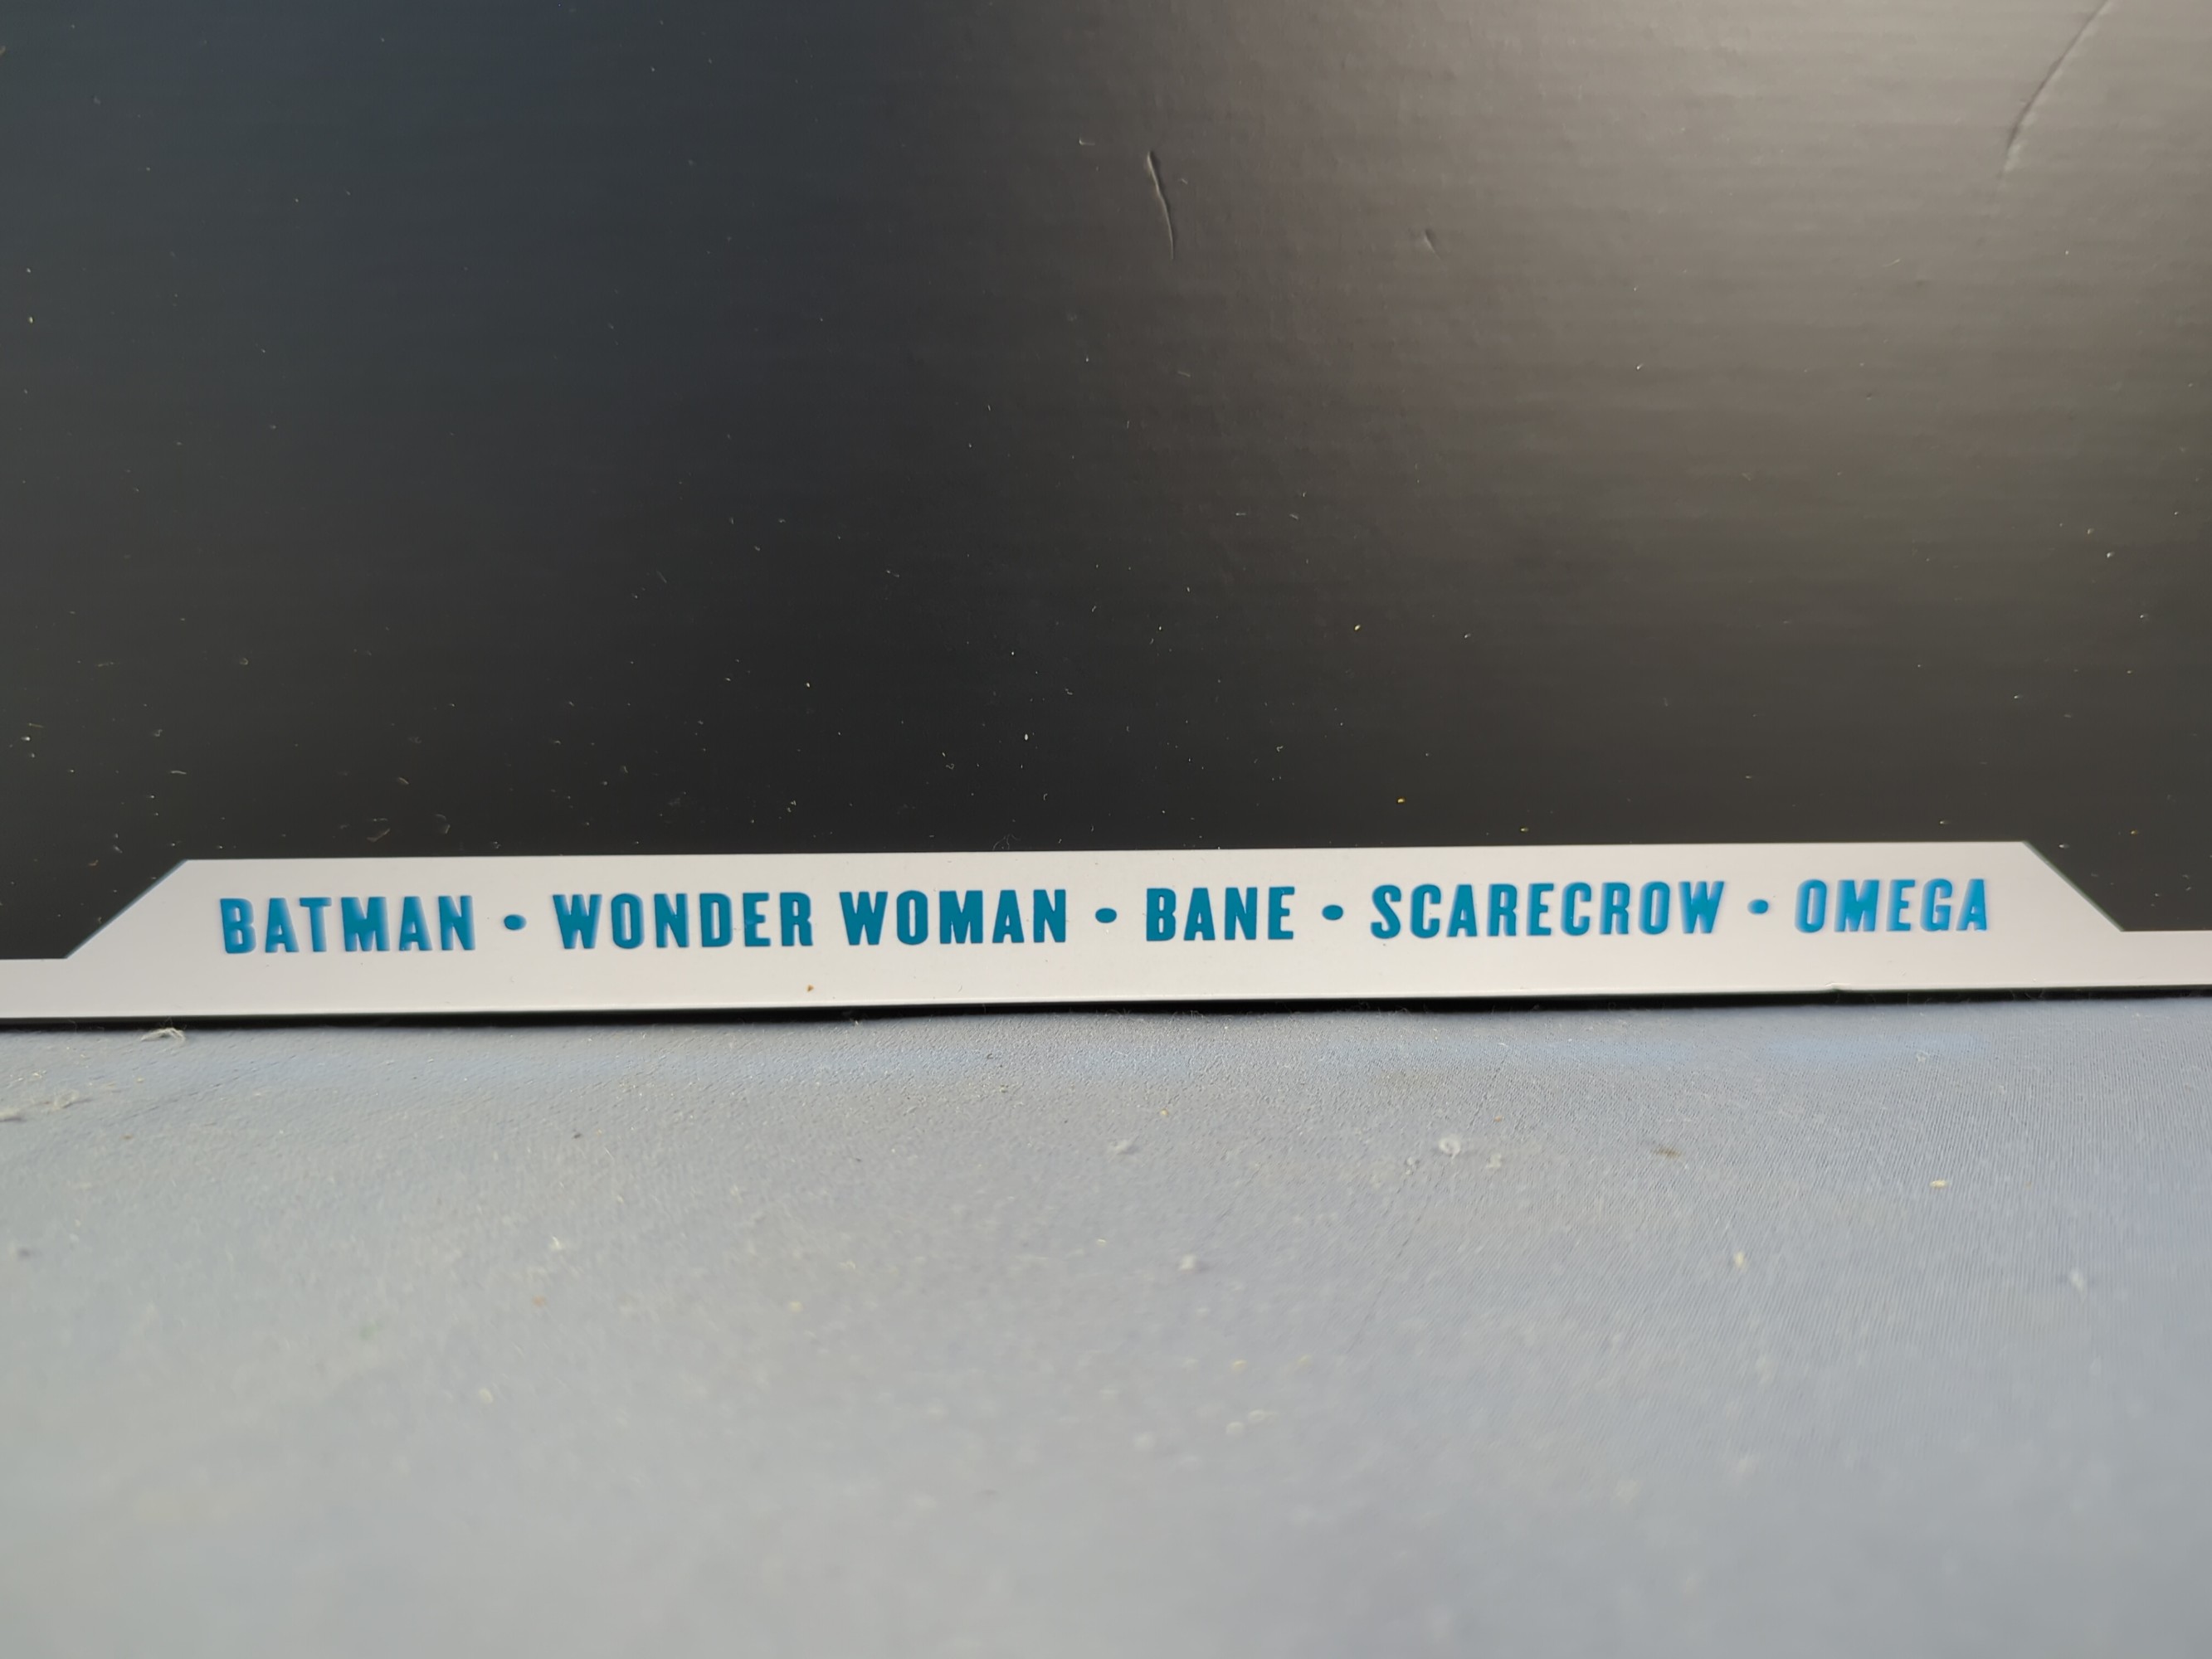 BATMAN • WONDER WOMAN • BANE • SCARECROW • OMEGA